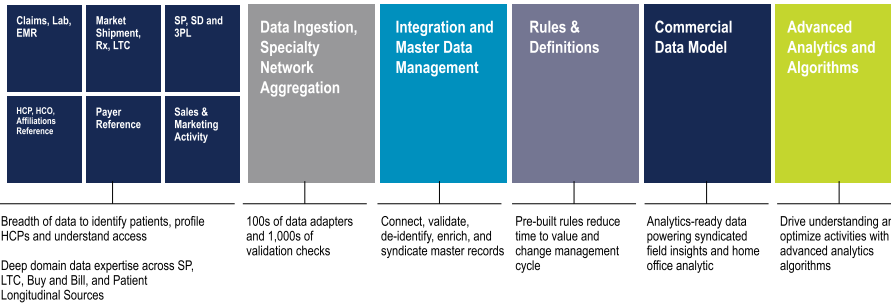 Claims, Lab,
EMR
Market
Shipment,
Rx, LTC
SP, SD and
3PL
HCP, HCO,
Affiliations
Reference
Payer
Reference
Sales &
Marketing
Activity
Data Ingestion,
Specialty
Network
Aggregation
Integration and
Master Data
Management
Rules &
Definitions
Commercial
Data Model
Advanced
Analytics and
Algorithms
Breadth of data to identify patients, profile
HCPs and understand access
Deep domain data expertise across SP,
LTC, Buy and Bill, and Patient
Longitudinal Sources
100s of data adapters
and 1,000s of
validation checks
Connect, validate,
de-identify, enrich, and
syndicate master records
Pre-built rules reduce
time to value and
change management
cycle
Analytics-ready data
powering syndicated
field insights and home
office analytic
Drive understanding
optimize activities with
advanced analytics
algorithms